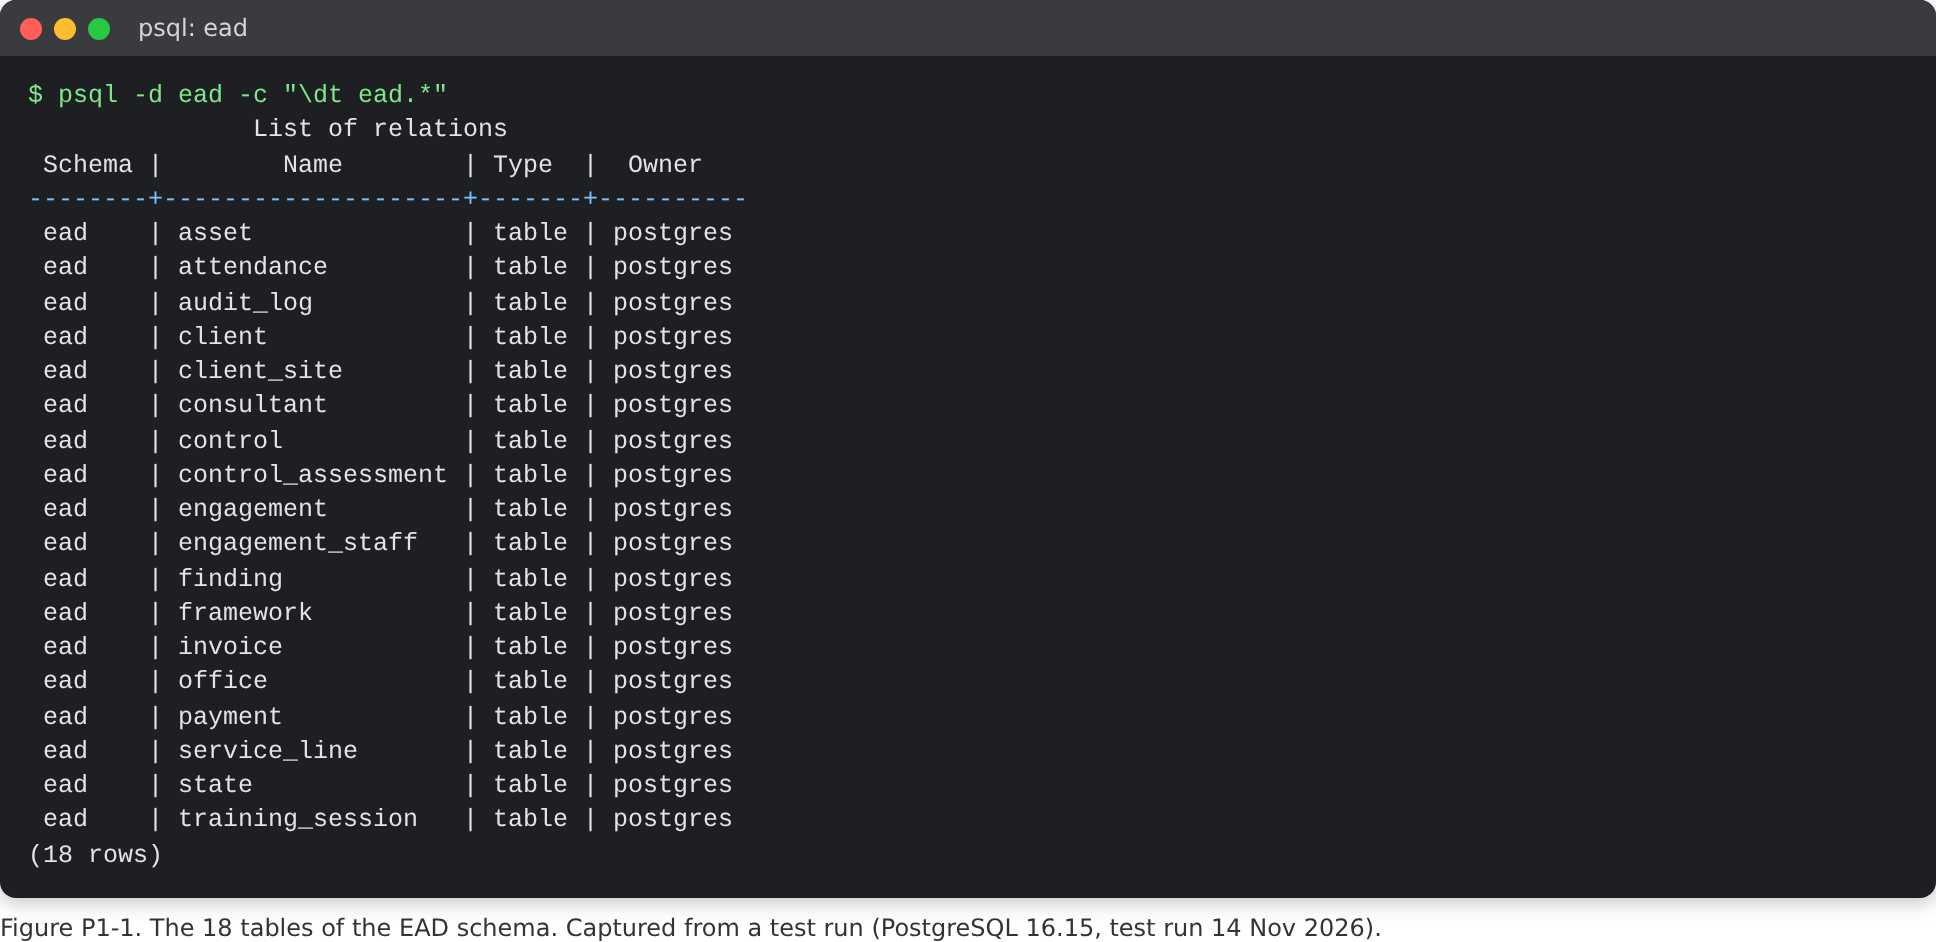 psql: ead
$ psql -d ead -c "\dt ead.*"
               List of relations
 Schema |        Name        | Type  |  Owner
--------+--------------------+-------+----------
 ead    | asset              | table | postgres
 ead    | attendance         | table | postgres
 ead    | audit_log          | table | postgres
 ead    | client             | table | postgres
 ead    | client_site        | table | postgres
 ead    | consultant         | table | postgres
 ead    | control            | table | postgres
 ead    | control_assessment | table | postgres
 ead    | engagement         | table | postgres
 ead    | engagement_staff   | table | postgres
 ead    | finding            | table | postgres
 ead    | framework          | table | postgres
 ead    | invoice            | table | postgres
 ead    | office             | table | postgres
 ead    | payment            | table | postgres
 ead    | service_line       | table | postgres
 ead    | state              | table | postgres
 ead    | training_session   | table | postgres
(18 rows)
Figure P1-1. The 18 tables of the EAD schema. Captured from a test run (PostgreSQL 16.15, test run 14 Nov 2026).